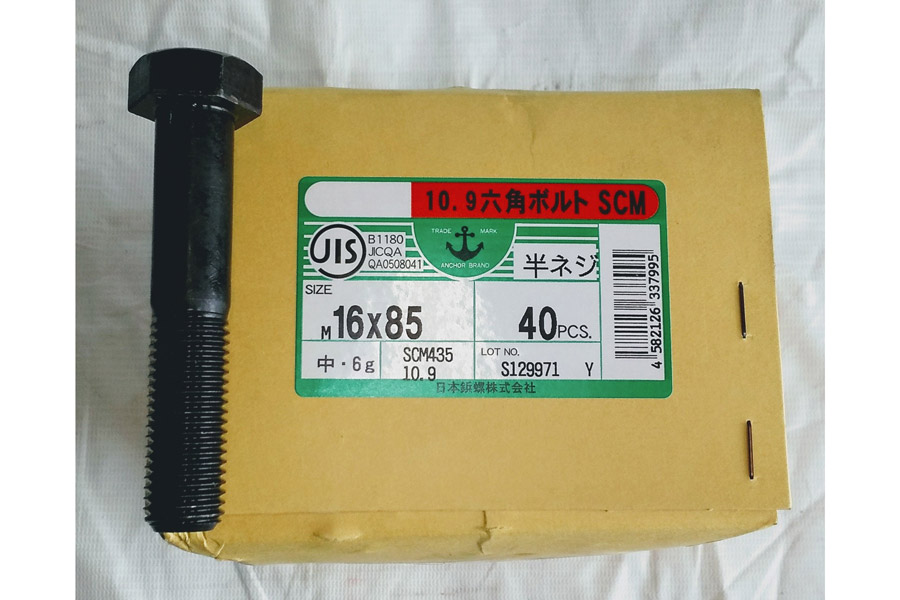 10.9六角ボルト SCM
JIS
B1180
JICQA
QA0508041
TRADE MARK
ANCHOR BRAND
半ネジ
SIZE
M16x85
40PCS.
中・6g
SCM435
10.9
LOT NO.
S129971 Y
日本鋲螺株式会社
4 582126 337995